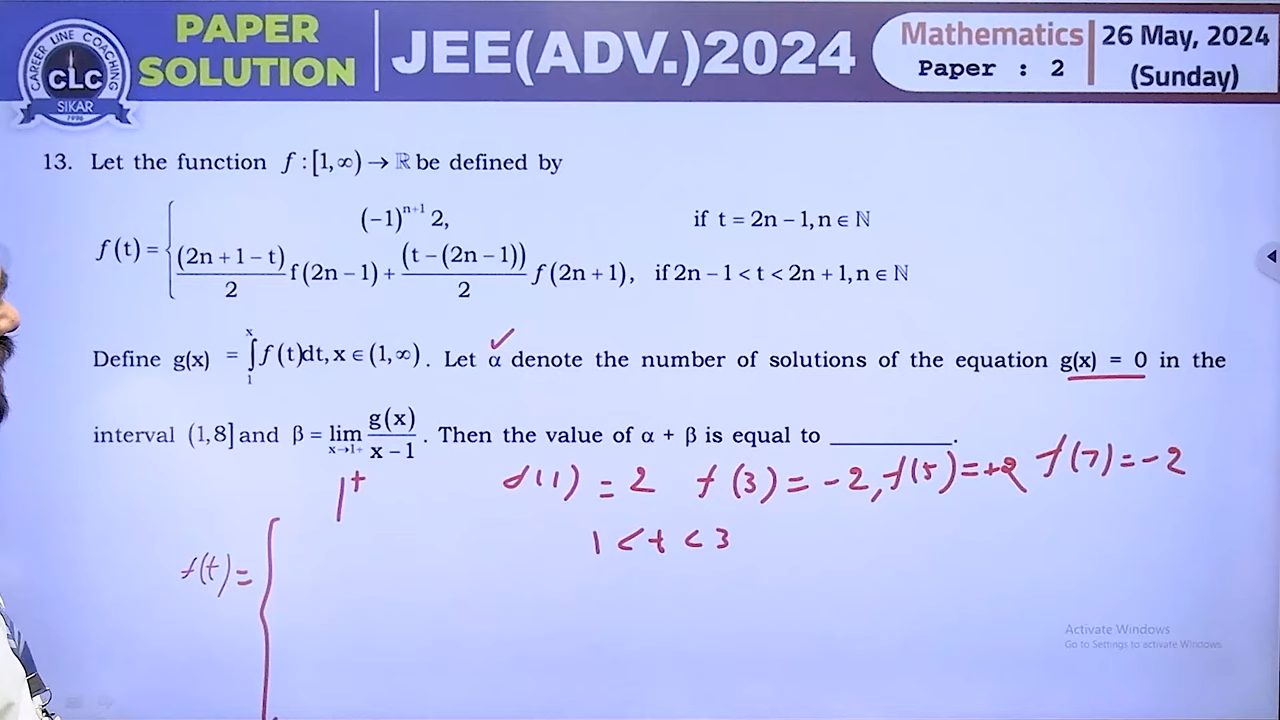 CAREER LINE COACHING
CLC
SIKAR
1996
PAPER SOLUTION
JEE(ADV.)2024
Mathematics
Paper : 2
26 May, 2024
(Sunday)
13. Let the function f : [1, ∞) → ℝ be defined by
f(t) = { (−1)ⁿ⁺¹ 2, if t = 2n − 1, n ∈ ℕ
(2n + 1 − t)/2 f(2n − 1) + (t − (2n − 1))/2 f(2n + 1), if 2n − 1 < t < 2n + 1, n ∈ ℕ
Define g(x) = ∫₁ˣ f(t)dt, x ∈ (1, ∞). Let α denote the number of solutions of the equation g(x) = 0 in the
interval (1, 8] and β = lim x→1+ g(x)/(x − 1). Then the value of α + β is equal to __________.
1⁺
f(1) = 2 f(3) = −2, f(5) = +2 f(7) = −2
1 < t < 3
f(t) = {
Activate Windows
Go to Settings to activate Windows.